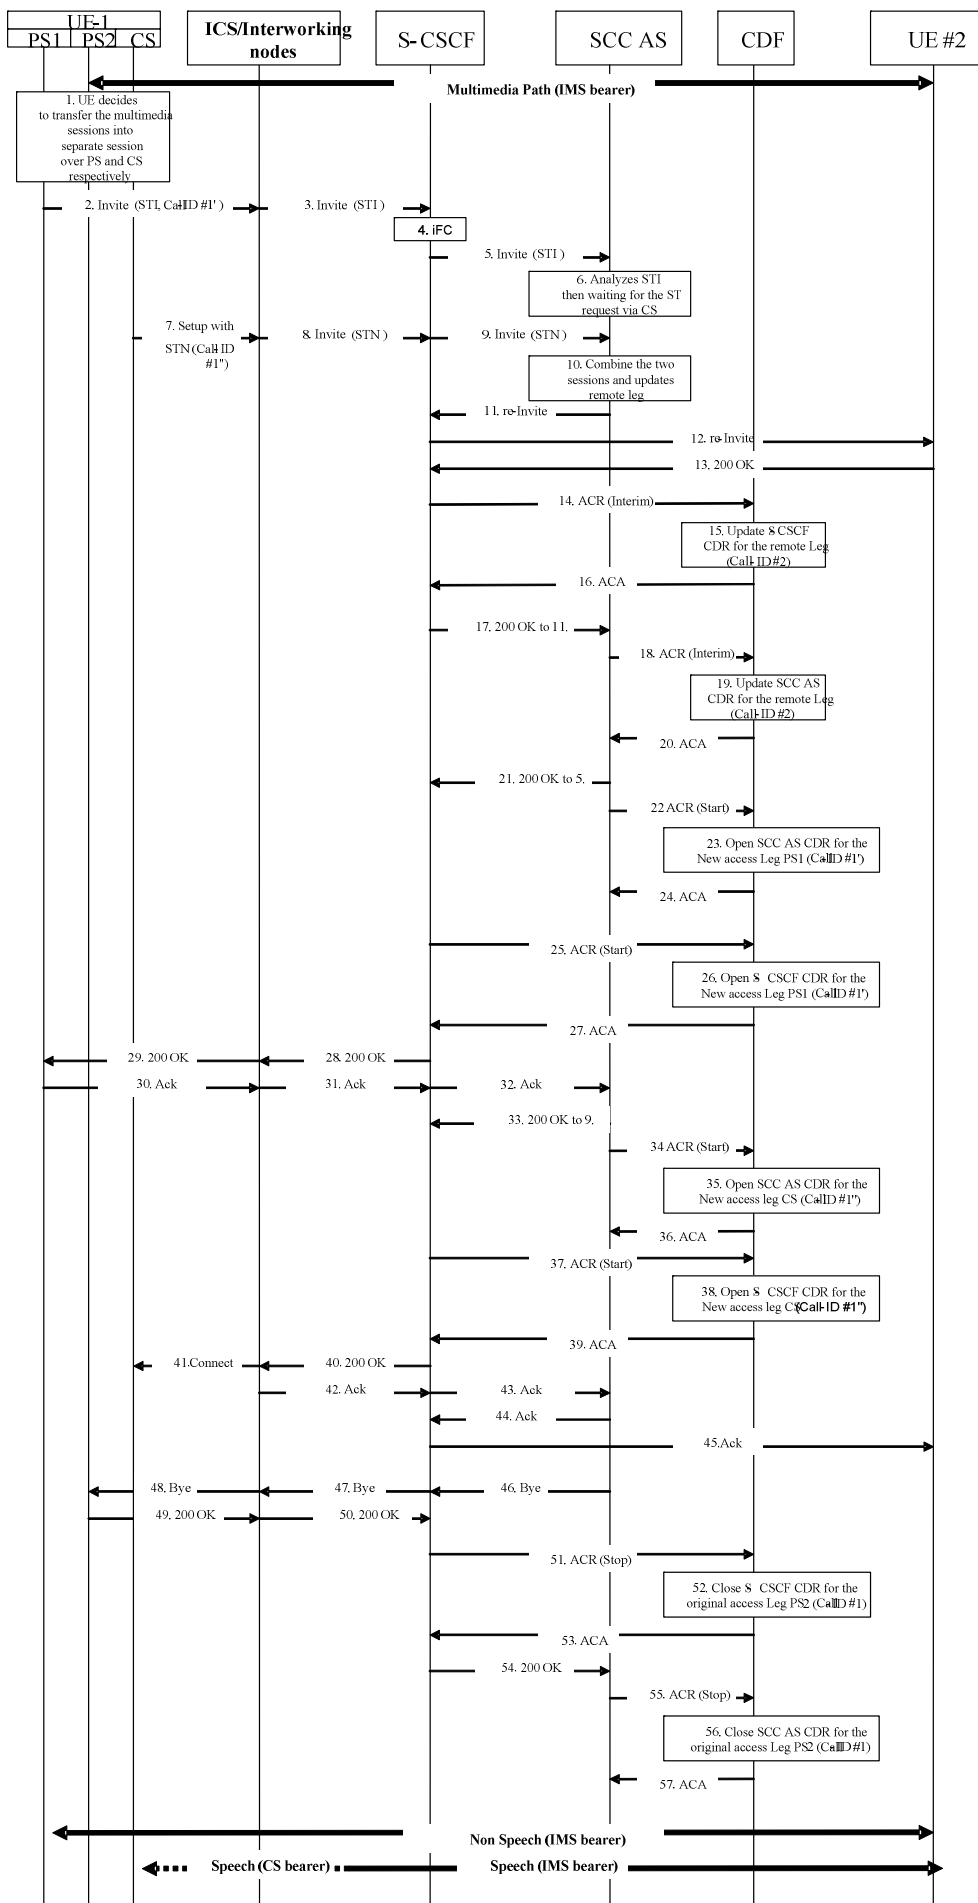 UE-1
PS1 PS2 CS
ICS/Interworking
nodes
S-CSCF
SCC AS
CDF
UE #2
Multimedia Path (IMS bearer)
1. UE decides
to transfer the multimedia
sessions into
separate session
over PS and CS
respectively
2. Invite (STI, Call-ID #1')
3. Invite (STI)
4. iFC
5. Invite (STI)
6. Analyzes STI
then waiting for the ST
request via CS
7. Setup with
STN (Call-ID
#1'')
8. Invite (STN)
9. Invite (STN)
10. Combine the two
sessions and updates
remote leg
11. re-Invite
12. re-Invite
13. 200 OK
14. ACR (Interim)
15. Update S-CSCF
CDR for the remote Leg
(Call-ID #2)
16. ACA
17. 200 OK to 11.
18. ACR (Interim)
19. Update SCC AS
CDR for the remote Leg
(Call-ID #2)
20. ACA
21. 200 OK to 5.
22 ACR (Start)
23. Open SCC AS CDR for the
New access Leg PS1 (Call-ID #1')
24. ACA
25. ACR (Start)
26. Open S-CSCF CDR for the
New access Leg PS1 (Call-ID #1')
27. ACA
28. 200 OK
29. 200 OK
30. Ack
31. Ack
32. Ack
33. 200 OK to 9.
34 ACR (Start)
35. Open SCC AS CDR for the
New access leg CS (Call-ID #1'')
36. ACA
37. ACR (Start)
38. Open S-CSCF CDR for the
New access leg CS (Call-ID #1'')
39. ACA
40. 200 OK
41.Connect
42. Ack
43. Ack
44. Ack
45.Ack
46. Bye
47. Bye
48. Bye
49. 200 OK
50. 200 OK
51. ACR (Stop)
52. Close S-CSCF CDR for the
original access Leg PS2 (Call-ID #1)
53. ACA
54. 200 OK
55. ACR (Stop)
56. Close SCC AS CDR for the
original access Leg PS2 (Call-ID #1)
57. ACA
Non Speech (IMS bearer)
Speech (CS bearer)
Speech (IMS bearer)